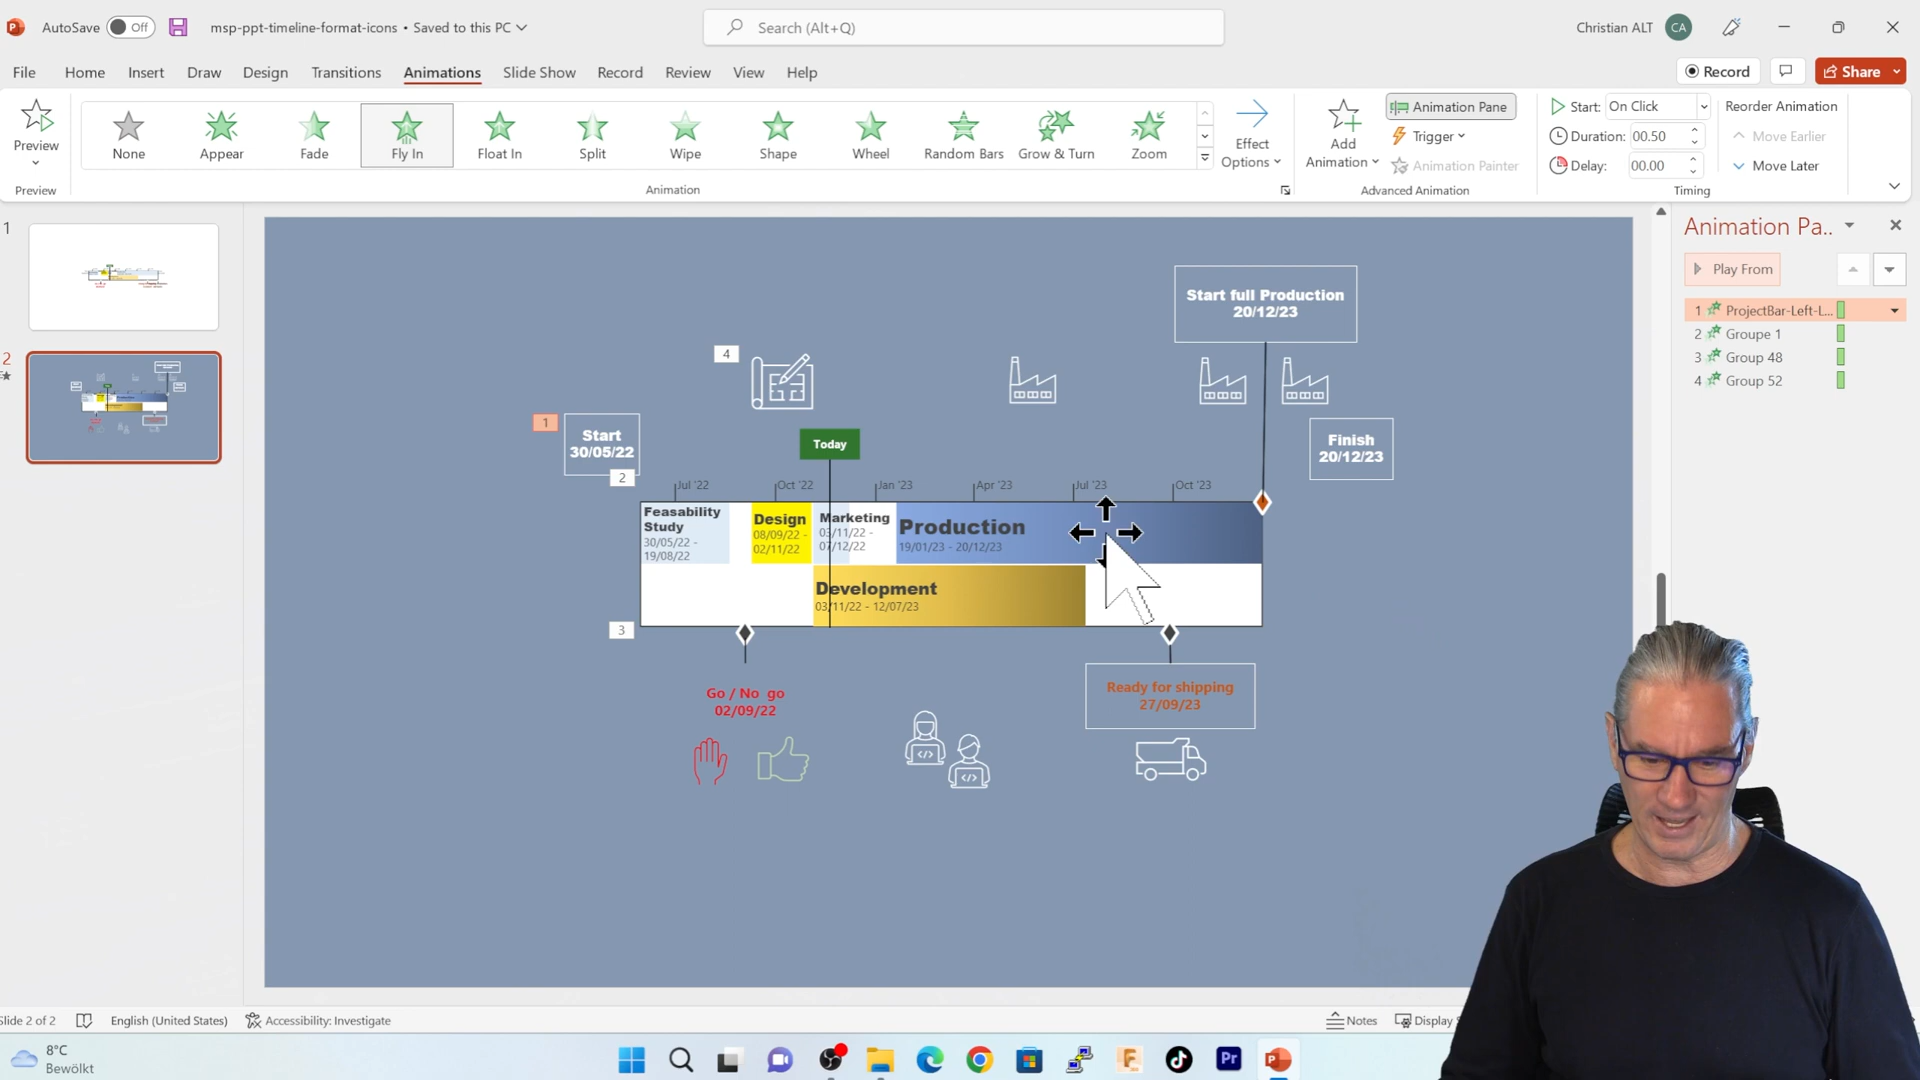 AutoSave Off msp-ppt-timeline-format-icons • Saved to this PC Search (Alt+Q) Christian ALT CA
File Home Insert Draw Design Transitions Animations Slide Show Record Review View Help Record Share
Preview None Appear Fade Fly In Float In Split Wipe Shape Wheel Random Bars Grow & Turn Zoom
Effect
Options
Add
Animation
Animation Pane
Trigger
Animation Painter
Start: On Click
Duration: 00.50
Delay: 00.00
Reorder Animation
Move Earlier
Move Later
Preview Animation Advanced Animation Timing
1
2
Animation Pa..
Play From
1 ProjectBar-Left-L...
2 Groupe 1
3 Group 48
4 Group 52
Start full Production
20/12/23
4
1
Start
30/05/22
2
Today
Finish
20/12/23
Jul '22 Oct '22 Jan '23 Apr '23 Jul '23 Oct '23
Feasability
Study
30/05/22 -
19/08/22
Design
08/09/22 -
02/11/22
Marketing
03/11/22 -
07/12/22
Production
19/01/23 - 20/12/23
Development
03/11/22 - 12/07/23
3
Go / No go
02/09/22
Ready for shipping
27/09/23
</>
</>
Slide 2 of 2 English (United States) Accessibility: Investigate Notes Display
8°C
Bewölkt
Pr